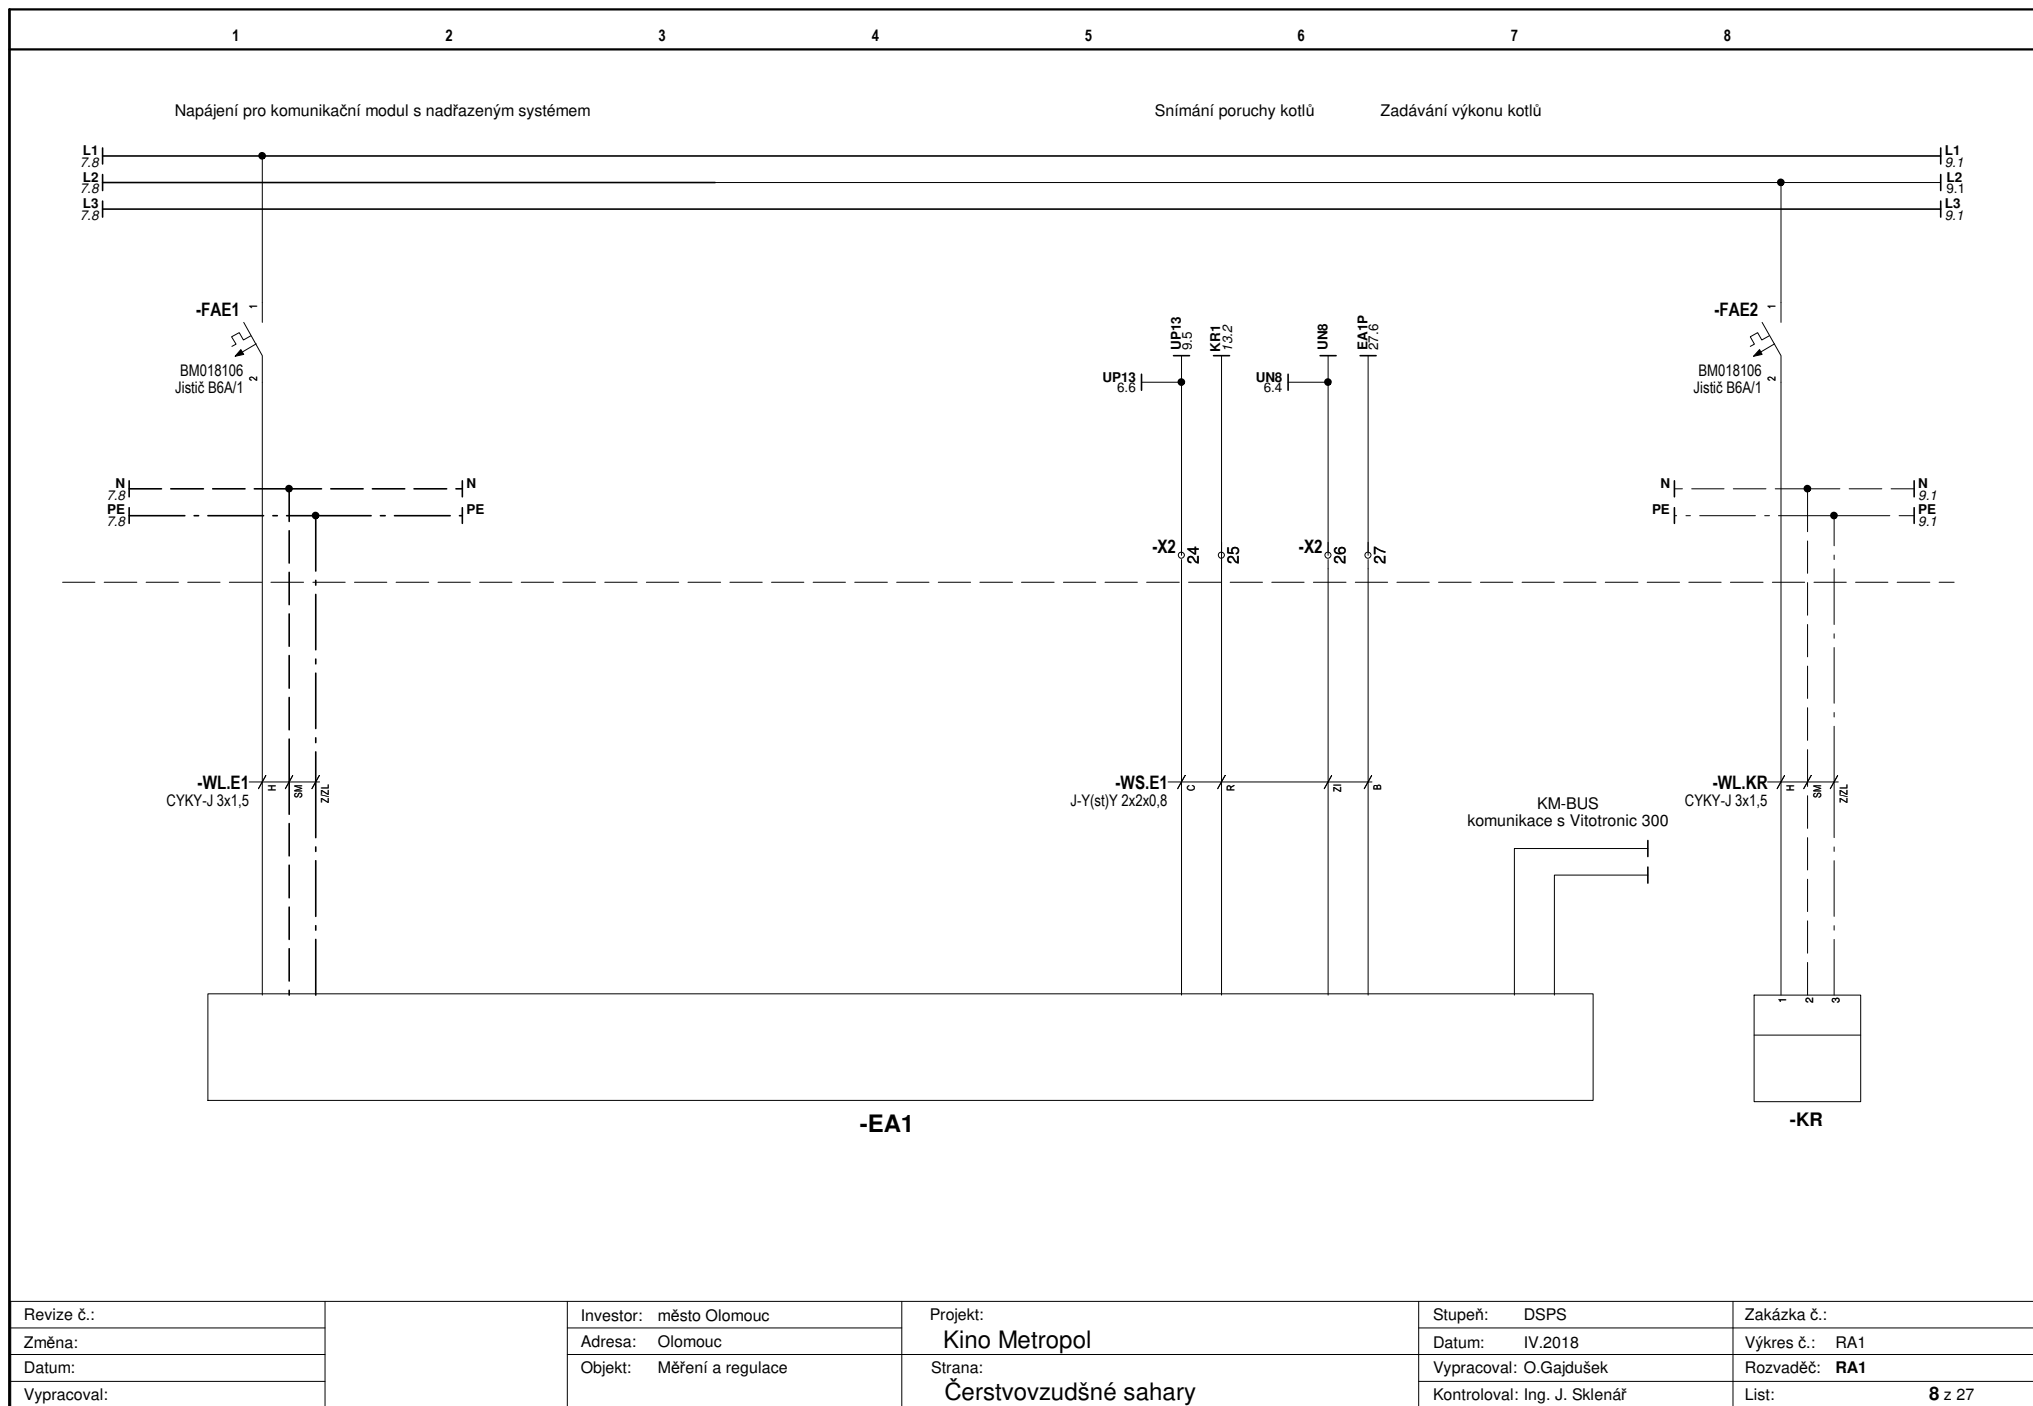 1 2 3 4 5 6 7 8
Napájení pro komunikační modul s nadřazeným systémem
Snímání poruchy kotlů
Zadávání výkonu kotlů
L1
7.8
L2
7.8
L3
7.8
L1
9.1
L2
9.1
L3
9.1
-FAE1
1
2
BM018106
Jistič B6A/1
UP13
9.5
KR1
13.2
UN8
EA1P
27.6
UP13
6.6
UN8
6.4
-FAE2
1
2
BM018106
Jistič B6A/1
N
7.8
PE
7.8
N
PE
N
PE
N
9.1
PE
9.1
-X2
24
25
-X2
26
27
-WL.E1
CYKY-J 3x1,5
H
SM
Z/ZL
-WS.E1
J-Y(st)Y 2x2x0,8
C
R
ZI
B
KM-BUS
komunikace s Vitotronic 300
-WL.KR
CYKY-J 3x1,5
H
SM
Z/ZL
1 2 3
-EA1
-KR
Revize č.:
Změna:
Datum:
Vypracoval:
Investor: město Olomouc
Adresa: Olomouc
Objekt: Měření a regulace
Projekt:
Kino Metropol
Strana:
Čerstvovzudšné sahary
Stupeň: DSPS
Datum: IV.2018
Vypracoval: O.Gajdušek
Kontroloval: Ing. J. Sklenář
Zakázka č.:
Výkres č.: RA1
Rozvaděč: RA1
List: 8 z 27